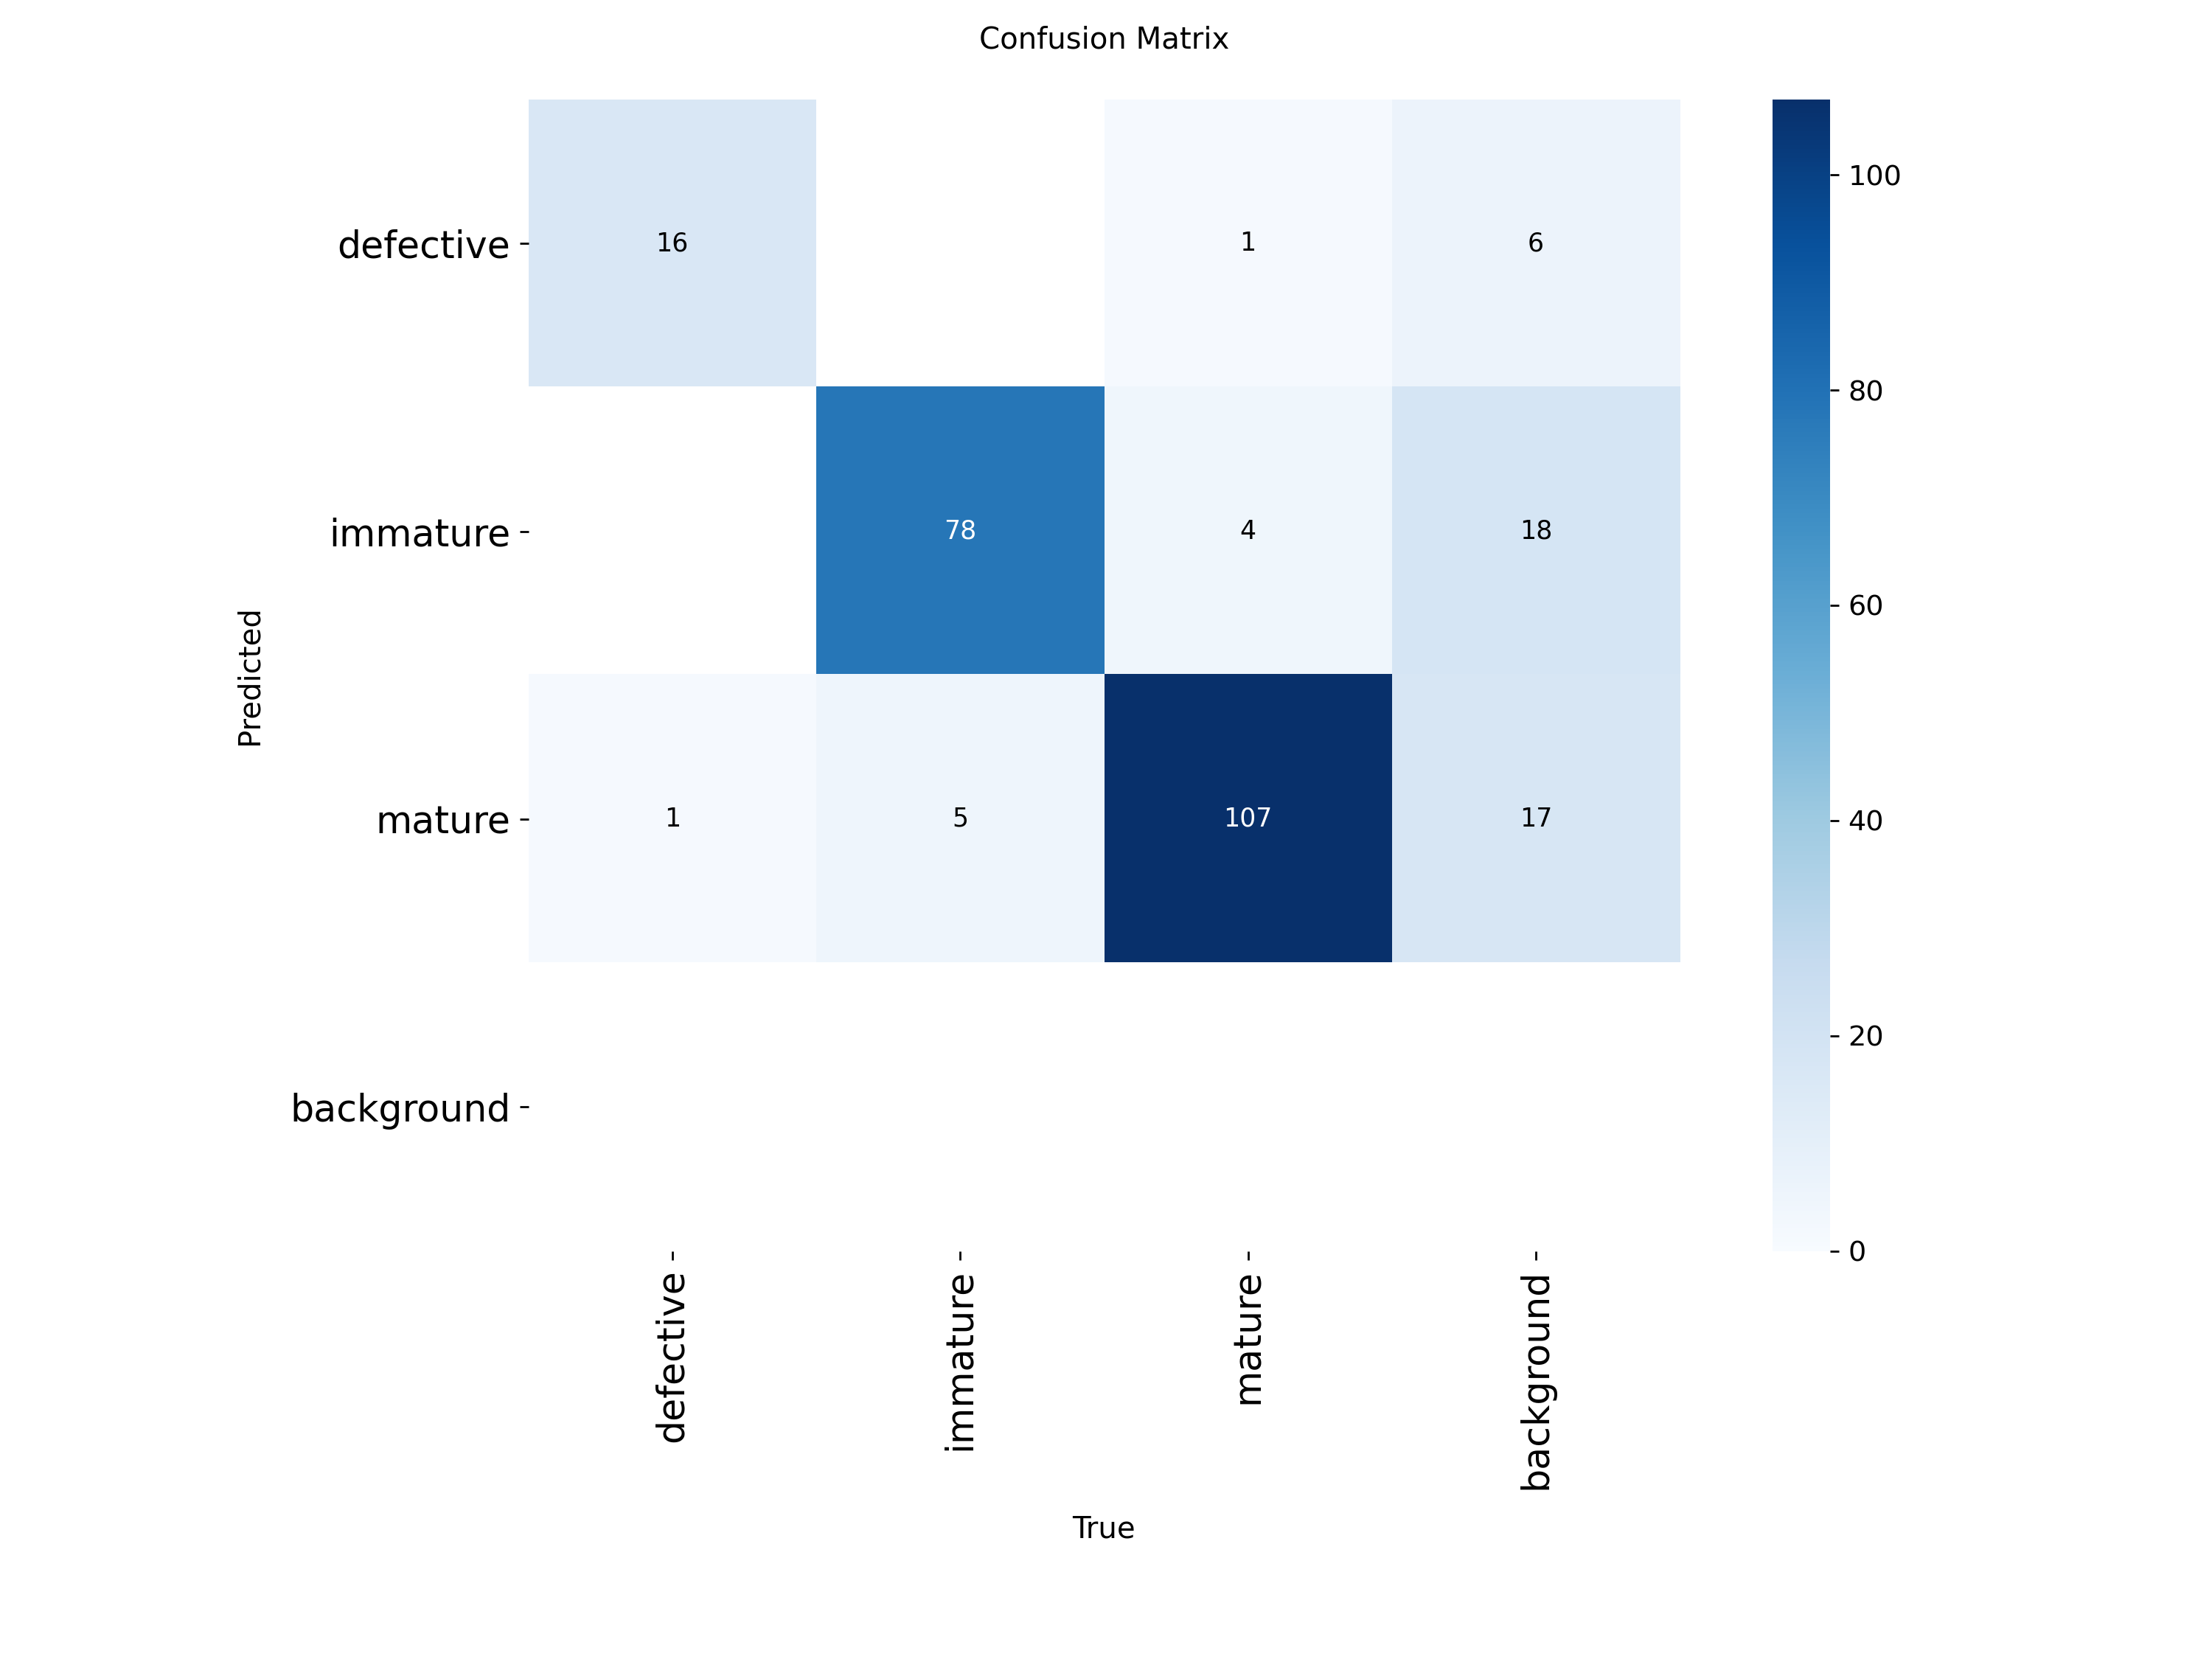 Confusion Matrix
defective
16
1
6
100
immature
78
4
18
80
60
Predicted
mature
1
5
107
17
40
20
background
0
defective
immature
mature
background
True